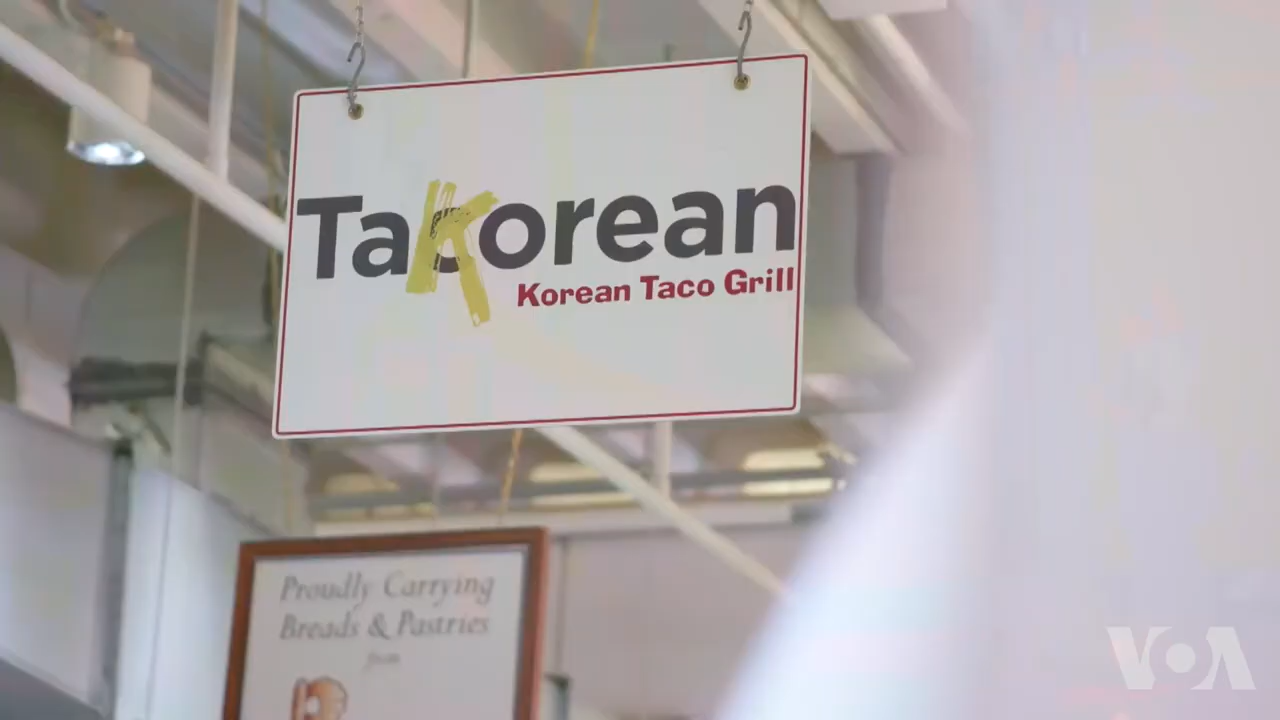 TaKorean
Korean Taco Grill
Proudly Carrying
Breads & Pastries
from
VOA